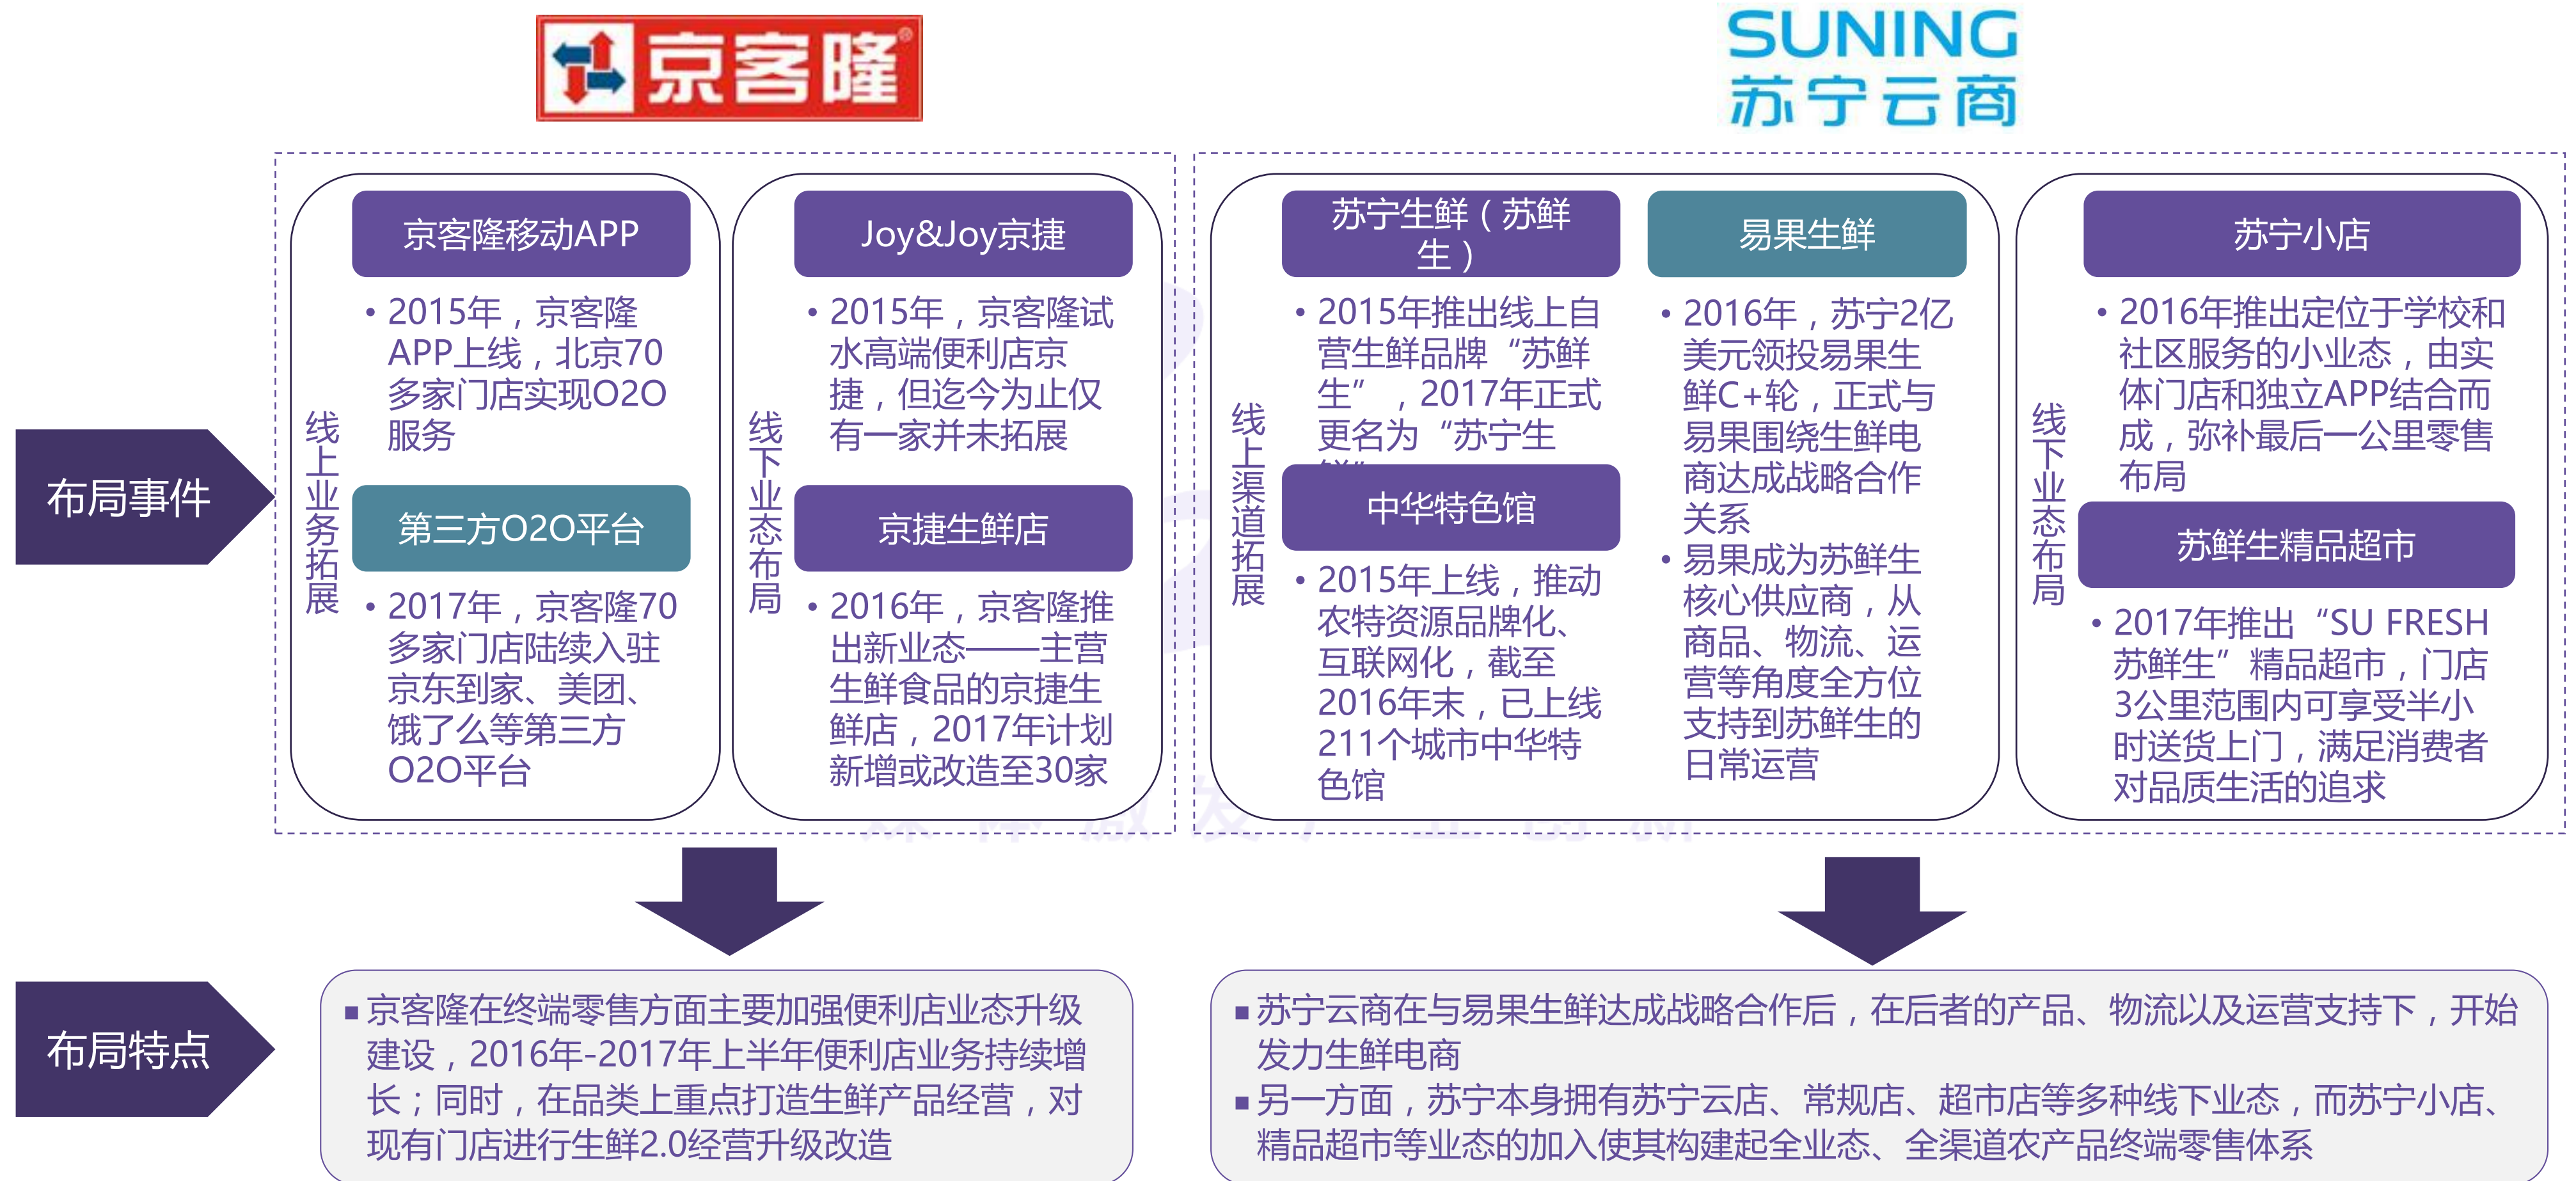 京客隆
SUNING
苏宁云商
布局事件
线上业务拓展
京客隆移动APP
• 2015年，京客隆
APP上线，北京70
多家门店实现O2O
服务
第三方O2O平台
• 2017年，京客隆70
多家门店陆续入驻
京东到家、美团、
饿了么等第三方
O2O平台
线下业态布局
Joy&Joy京捷
• 2015年，京客隆试
水高端便利店京
捷，但迄今为止仅
有一家并未拓展
京捷生鲜店
• 2016年，京客隆推
出新业态——主营
生鲜食品的京捷生
鲜店，2017年计划
新增或改造至30家
线上渠道拓展
苏宁生鲜（苏鲜
生）
• 2015年推出线上自
营生鲜品牌“苏鲜
生”，2017年正式
更名为“苏宁生
中华特色馆
• 2015年上线，推动
农特资源品牌化、
互联网化，截至
2016年末，已上线
211个城市中华特
色馆
易果生鲜
• 2016年，苏宁2亿
美元领投易果生
鲜C+轮，正式与
易果围绕生鲜电
商达成战略合作
关系
• 易果成为苏鲜生
核心供应商，从
商品、物流、运
营等角度全方位
支持到苏鲜生的
日常运营
线下业态布局
苏宁小店
• 2016年推出定位于学校和
社区服务的小业态，由实
体门店和独立APP结合而
成，弥补最后一公里零售
布局
苏鲜生精品超市
• 2017年推出“SU FRESH
苏鲜生”精品超市，门店
3公里范围内可享受半小
时送货上门，满足消费者
对品质生活的追求
布局特点
▪ 京客隆在终端零售方面主要加强便利店业态升级
建设，2016年-2017年上半年便利店业务持续增
长；同时，在品类上重点打造生鲜产品经营，对
现有门店进行生鲜2.0经营升级改造
▪ 苏宁云商在与易果生鲜达成战略合作后，在后者的产品、物流以及运营支持下，开始
发力生鲜电商
▪ 另一方面，苏宁本身拥有苏宁云店、常规店、超市店等多种线下业态，而苏宁小店、
精品超市等业态的加入使其构建起全业态、全渠道农产品终端零售体系